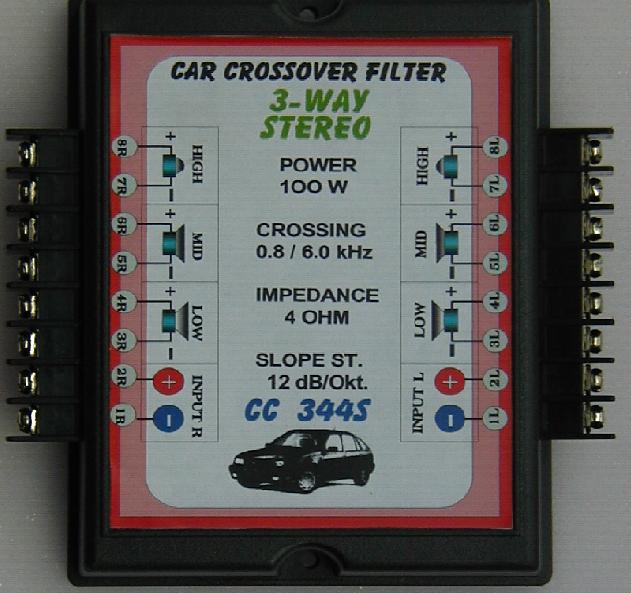 CAR CROSSOVER FILTER
3-WAY
STEREO
POWER
100 W
CROSSING
0.8 / 6.0 kHz
IMPEDANCE
4 OHM
SLOPE ST.
12 dB/Okt.
CC 344S
8R
+
HIGH
7R
-
6R
+
MID
5R
-
4R
+
LOW
3R
-
2R
+
INPUT R
1R
-
+
8L
HIGH
-
7L
+
6L
MID
-
5L
+
4L
LOW
-
3L
+
2L
INPUT L
-
1L